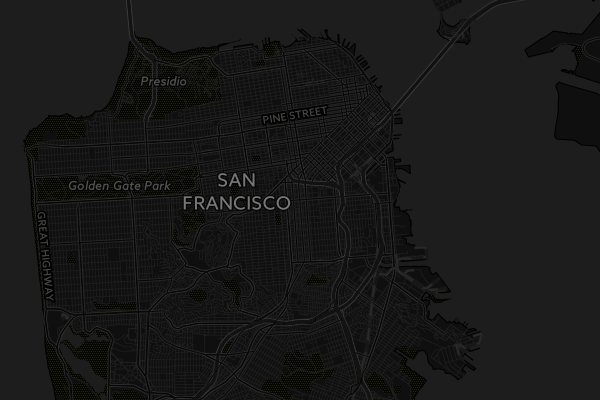 Presidio
PINE STREET
Golden Gate Park
SAN
FRANCISCO
GREAT HIGHWAY